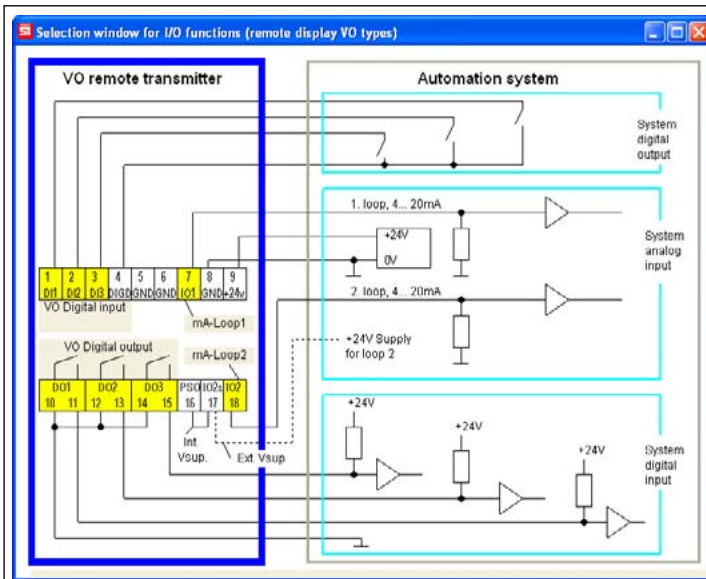 Selection window for I/O functions (remote display VO types)
VO remote transmitter
Automation system
System
digital
output
1. loop, 4... 20mA
+24V
0V
System
analog
input
1 2 3 4 5 6 7 8 9
DI1 DI2 DI3 DIGD GND GND IO1 GND +24v
VO Digital input
mA-Loop1
2. loop, 4... 20mA
VO Digital output
mA-Loop2
+24V Supply
for loop 2
DO1 DO2 DO3 PSO IO2s IO2
10 11 12 13 14 15 16 17 18
Int.
Vsup.
Ext. Vsup
+24V
+24V
+24V
System
digital
input